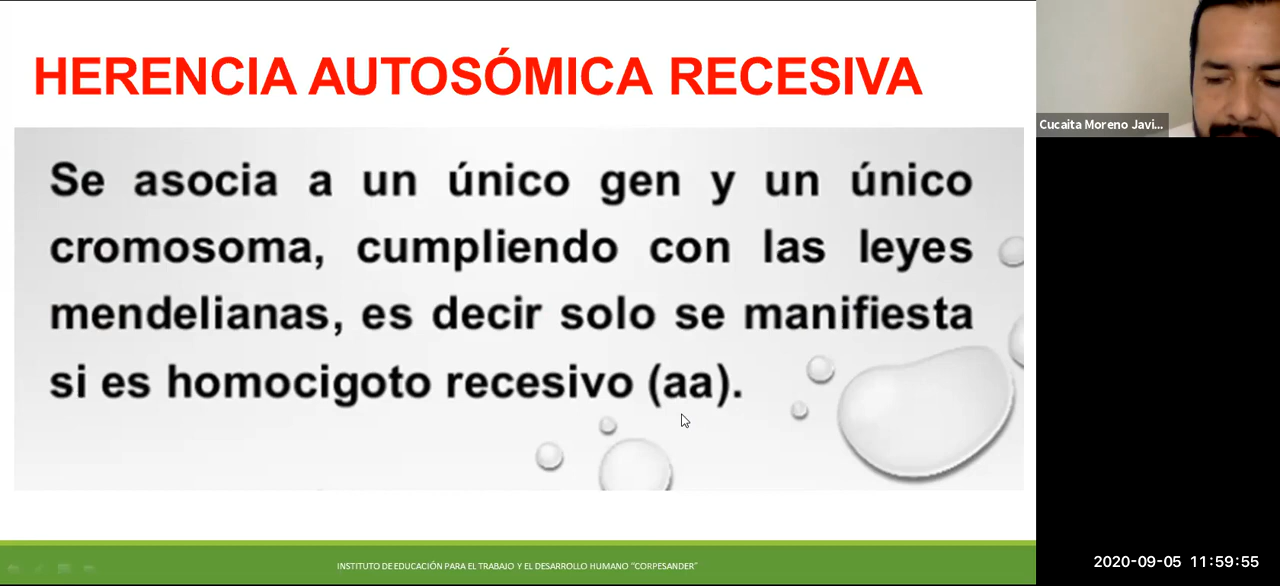 HERENCIA AUTOSÓMICA RECESIVA
Se asocia a un único gen y un único
cromosoma, cumpliendo con las leyes
mendelianas, es decir solo se manifiesta
si es homocigoto recesivo (aa).
Cucaita Moreno Javi...
INSTITUTO DE EDUCACIÓN PARA EL TRABAJO Y EL DESARROLLO HUMANO "CORPESANDER"
2020-09-05 11:59:55